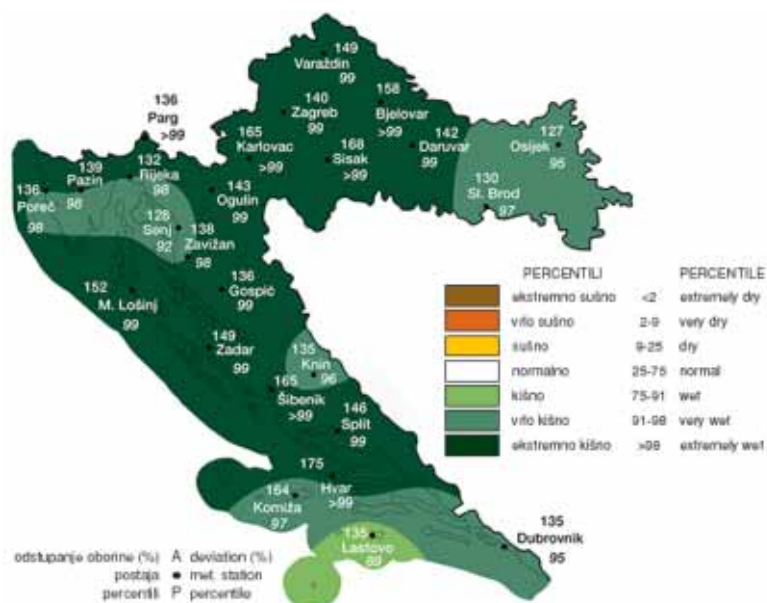 149
Varaždin
99
140
Zagreb
99
158
Bjelovar
>99
136
Parg
>99
165
Karlovac
>99
168
Sisak
>99
142
Daruvar
99
127
Osijek
95
130
Sl. Brod
97
136
Poreč
98
139
Pazin
98
132
Rijeka
98
143
Ogulin
99
128
Senj
92
138
Zavižan
98
136
Gospić
99
152
M. Lošinj
99
149
Zadar
99
135
Knin
96
165
Šibenik
>99
146
Split
99
175
Hvar
>99
164
Komiža
97
135
Lastovo
89
135
Dubrovnik
95
PERCENTILI PERCENTILE
ekstremno sušno <2 extremely dry
vrlo sušno 2-9 very dry
sušno 9-25 dry
normalno 25-75 normal
kišno 75-91 wet
vrlo kišno 91-98 very wet
ekstremno kišno >98 extremely wet
odstupanje oborine (%) A deviation (%)
postaja ● met. station
percentili P percentile